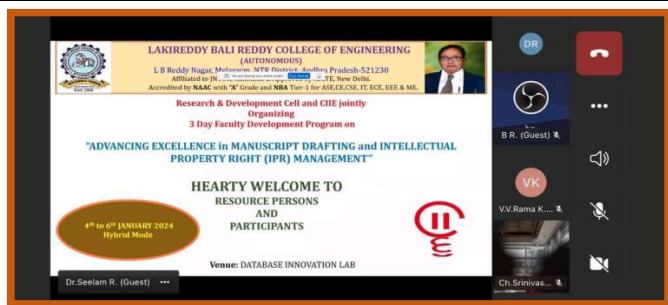 LAKIREDDY BALI REDDY COLLEGE OF ENGINEERING
(AUTONOMOUS)
L B Reddy Nagar, Mylavaram, NTR District, Andhra Pradesh-521230
Affiliated to New Delhi.
Accredited by NAAC with "A" Grade and NBA Tier-1 for ASE,CE,CSE, IT, ECE, EEE & ME.
Research & Development Cell and CIIE jointly
Organizing
3 Day Faculty Development Program on
"ADVANCING EXCELLENCE in MANUSCRIPT DRAFTING and INTELLECTUAL
PROPERTY RIGHT (IPR) MANAGEMENT"
HEARTY WELCOME TO
RESOURCE PERSONS
AND
PARTICIPANTS
4th to 6th JANUARY 2024
Hybrid Mode
Venue: DATABASE INNOVATION LAB
Dr.Seelam R. (Guest) •••
DR
B R. (Guest)
VK
V.V.Rama K....
Ch.Srinivas...